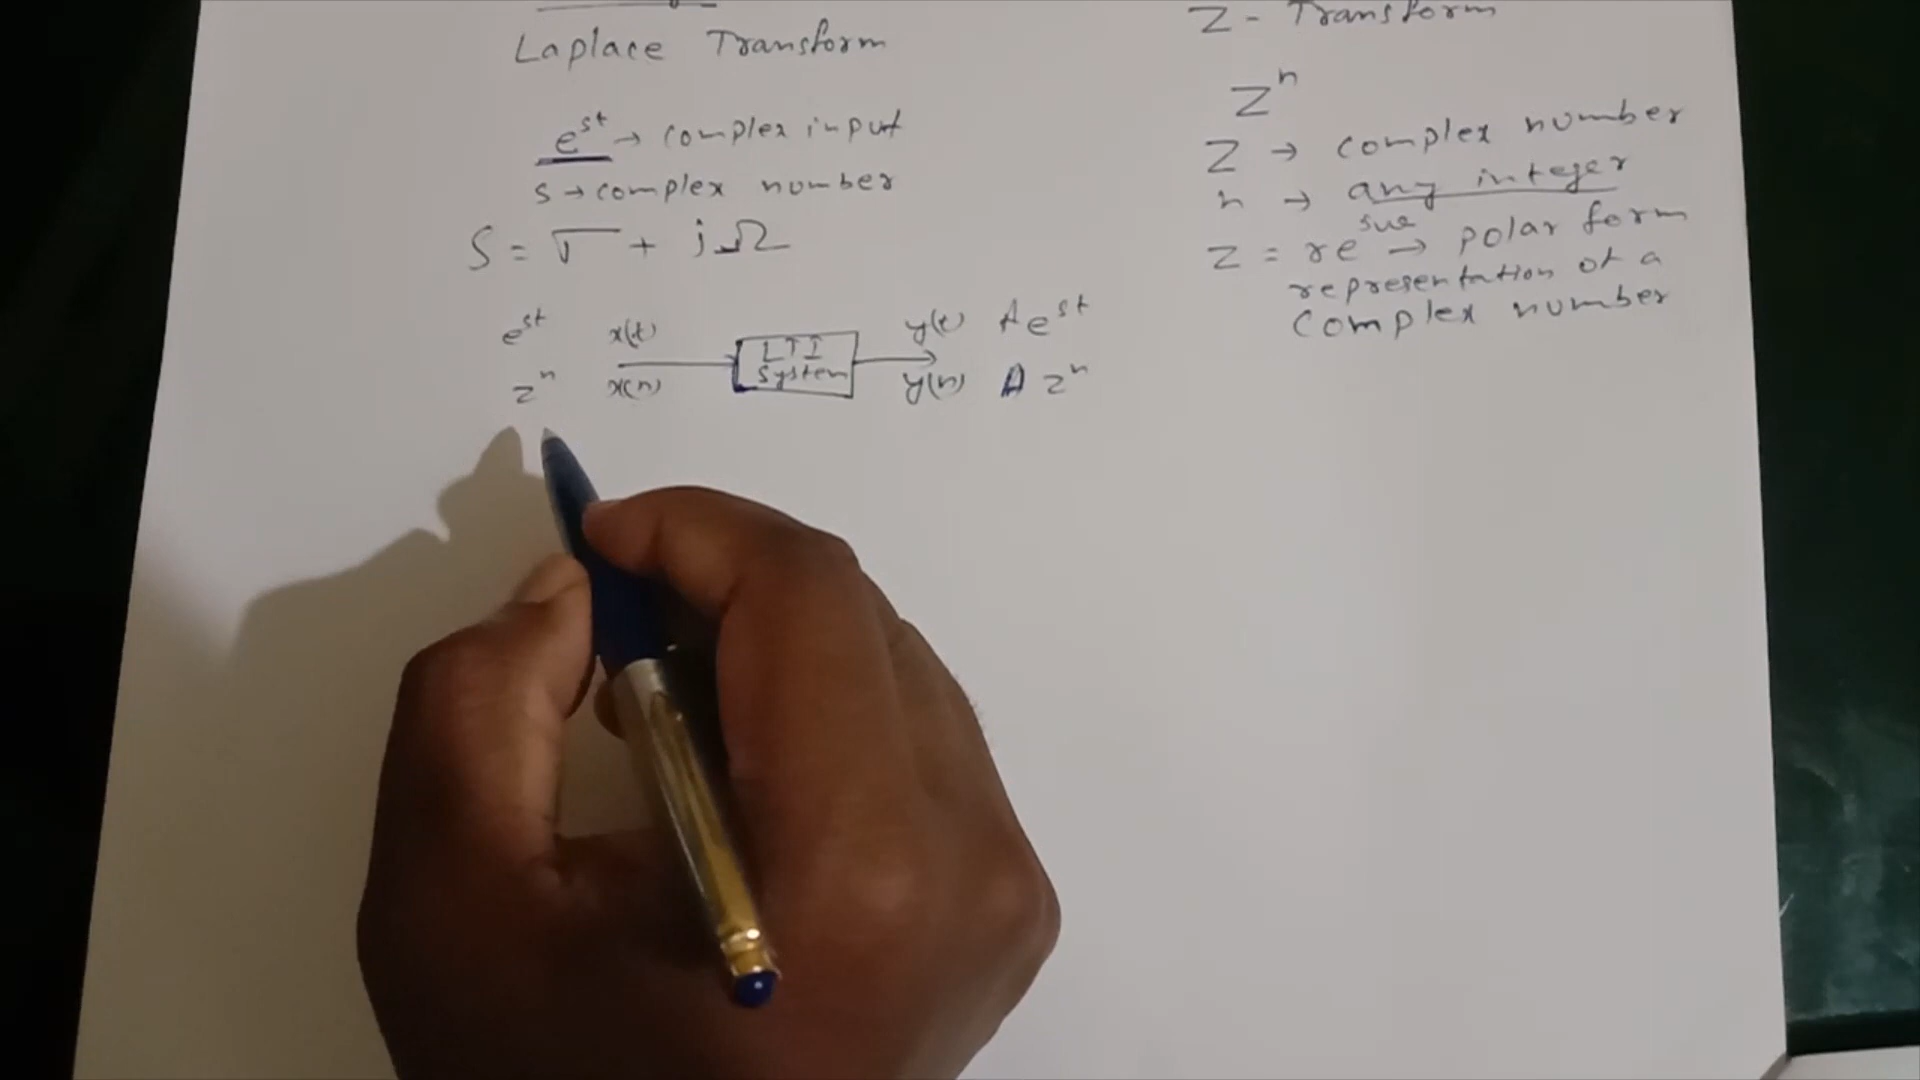 Laplace Transform
e^st → complex input
s → complex number
S = σ + jΩ
e^st x(t) LTI System y(t) Ae^st
z^n x(n) y(n) A z^n
Z - Transform
Z^n
Z → complex number
n → any integer
z = re → polar form
representation of a
complex number